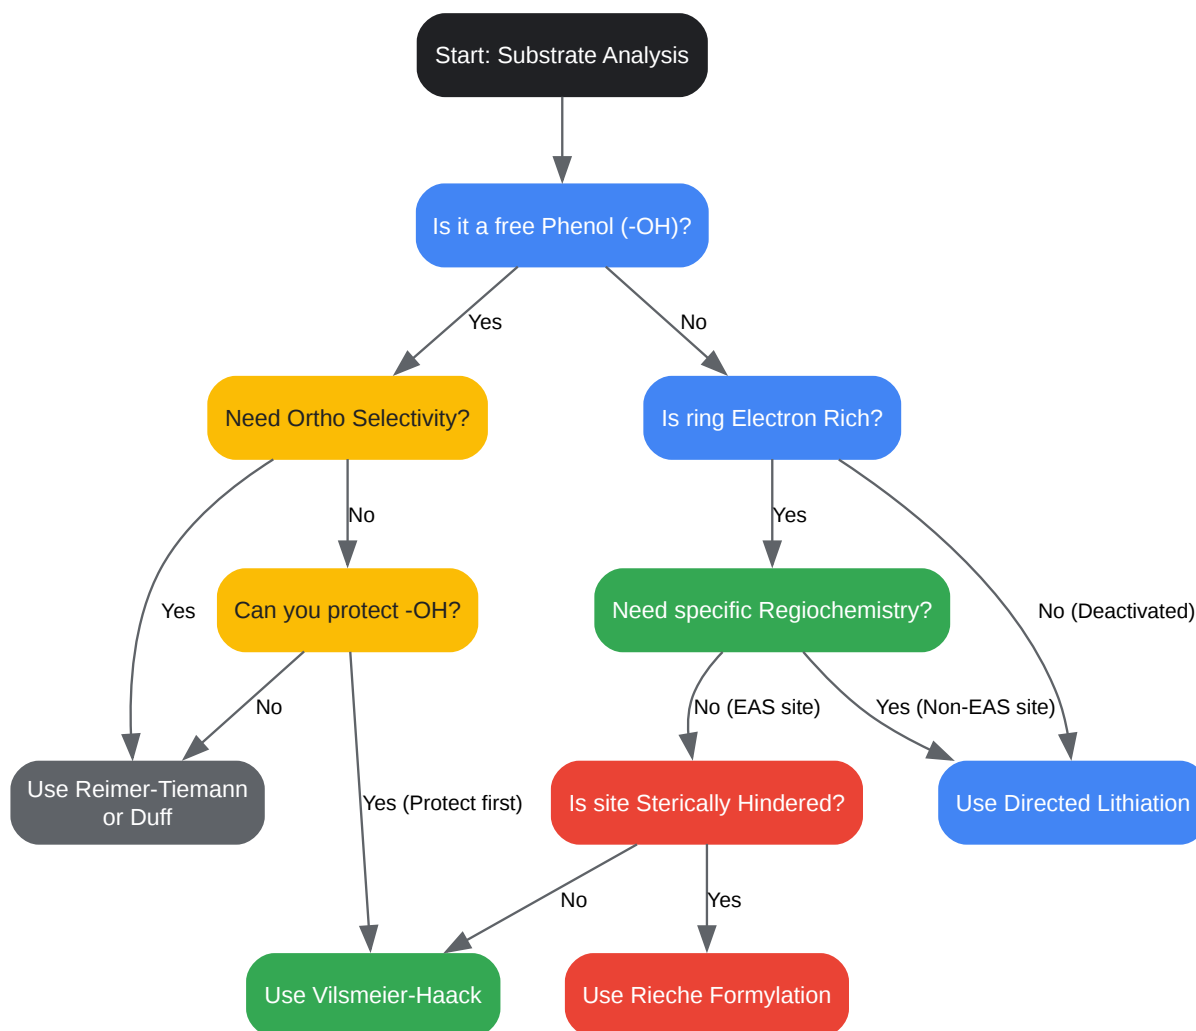 Start: Substrate Analysis
Is it a free Phenol (-OH)?
Yes
No
Need Ortho Selectivity?
Is ring Electron Rich?
No
Yes
Yes
Can you protect -OH?
Need specific Regiochemistry?
No (Deactivated)
No
No (EAS site)
Yes (Non-EAS site)
Use Reimer-Tiemann
or Duff
Yes (Protect first)
Is site Sterically Hindered?
Use Directed Lithiation
No
Yes
Use Vilsmeier-Haack
Use Rieche Formylation